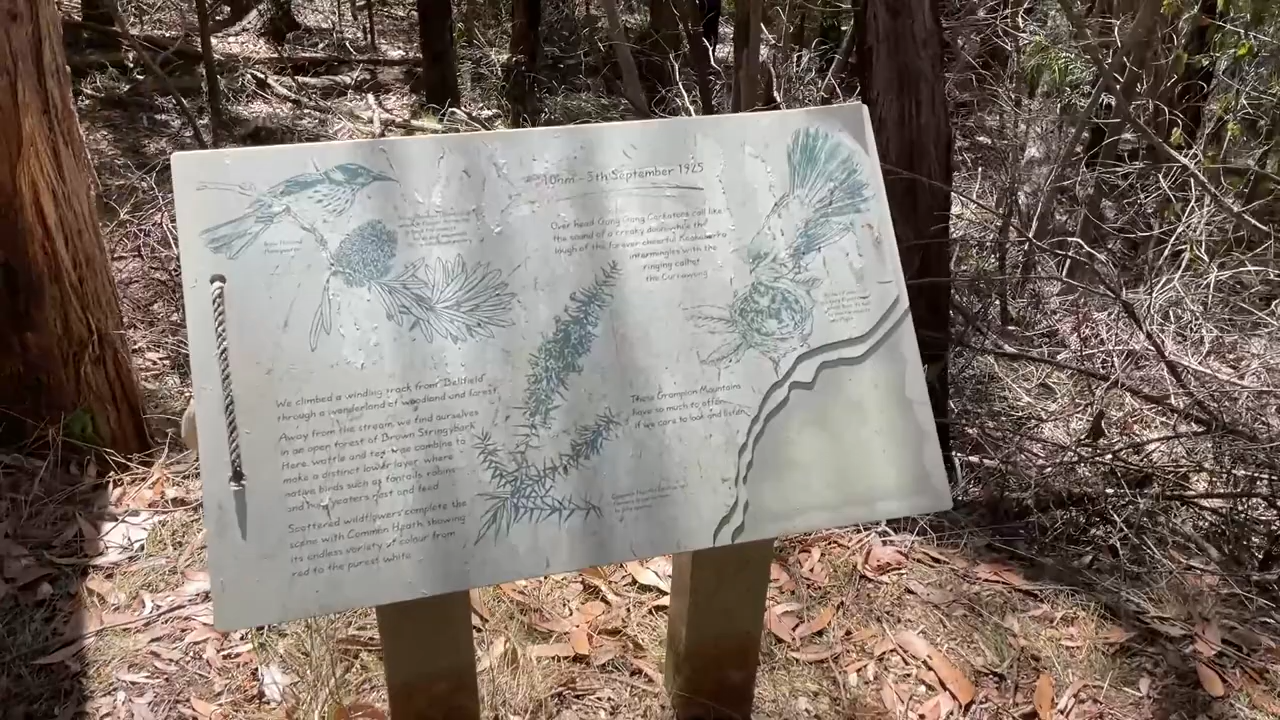 5th September 1925
Over head Gang Gang Cockatoos call like
the sound of a creaky door while the
laugh of the forever cheerful Kookaburra
intermingles with the
ringing call of
the Currawong
We climbed a winding track from Bellfield
through a wonderland of woodland and forest.
Away from the stream, we find ourselves
in an open forest of Brown Stringybark
Here, wattle and tea-tree combine to
make a distinct lower layer where
native birds such as fantails robins
and honeyeaters nest and feed
Scattered wildflowers complete the
scene with Common Heath showing
its endless variety of colour from
red to the purest white
These Grampian Mountains
have so much to offer
if we care to look and listen